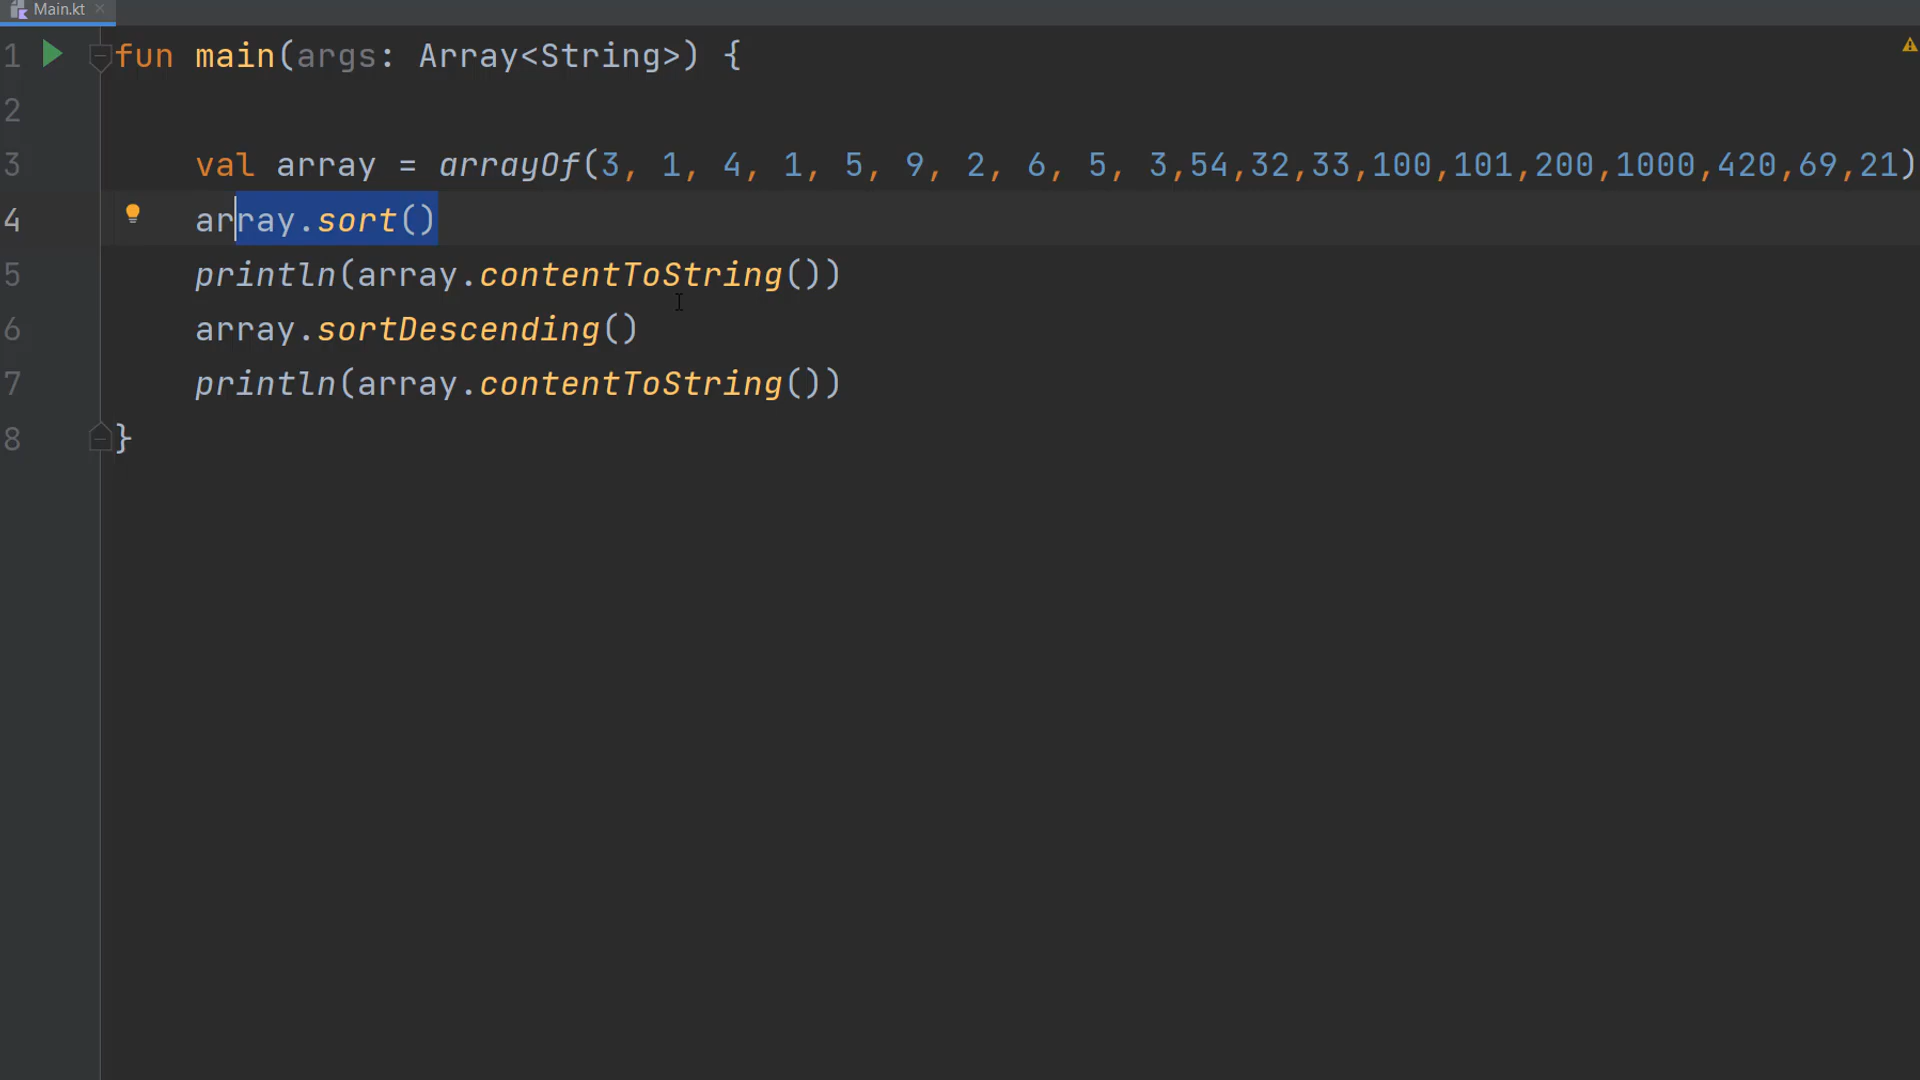 Main.kt
1 fun main(args: Array<String>) {
2
3 val array = arrayOf(3, 1, 4, 1, 5, 9, 2, 6, 5, 3,54,32,33,100,101,200,1000,420,69,21)
4 array.sort()
5 println(array.contentToString())
6 array.sortDescending()
7 println(array.contentToString())
8 }